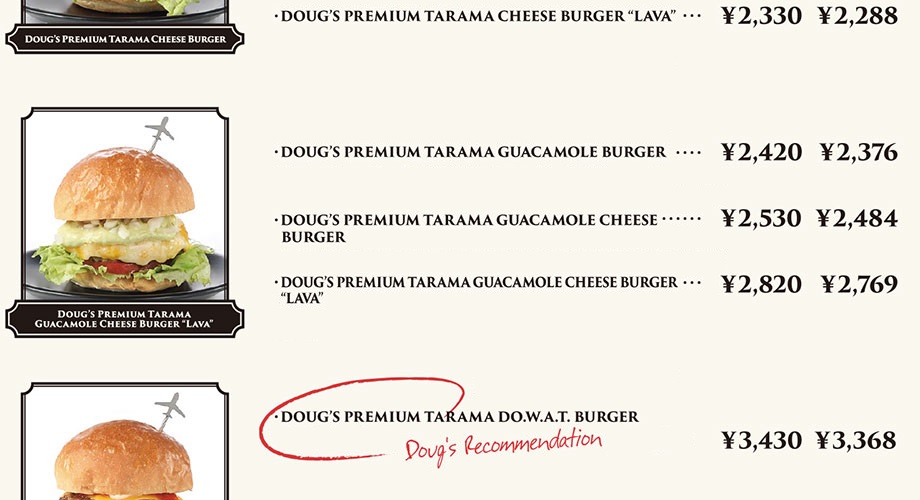 DOUG'S PREMIUM TARAMA CHEESE BURGER
·DOUG'S PREMIUM TARAMA CHEESE BURGER “LAVA” ··· ¥2,330 ¥2,288
·DOUG'S PREMIUM TARAMA GUACAMOLE BURGER ···· ¥2,420 ¥2,376
·DOUG'S PREMIUM TARAMA GUACAMOLE CHEESE ······ ¥2,530 ¥2,484
BURGER
·DOUG'S PREMIUM TARAMA GUACAMOLE CHEESE BURGER ··· ¥2,820 ¥2,769
“LAVA”
DOUG'S PREMIUM TARAMA
GUACAMOLE CHEESE BURGER “LAVA”
·DOUG'S PREMIUM TARAMA DO.W.A.T. BURGER
Doug's Recommendation
¥3,430 ¥3,368